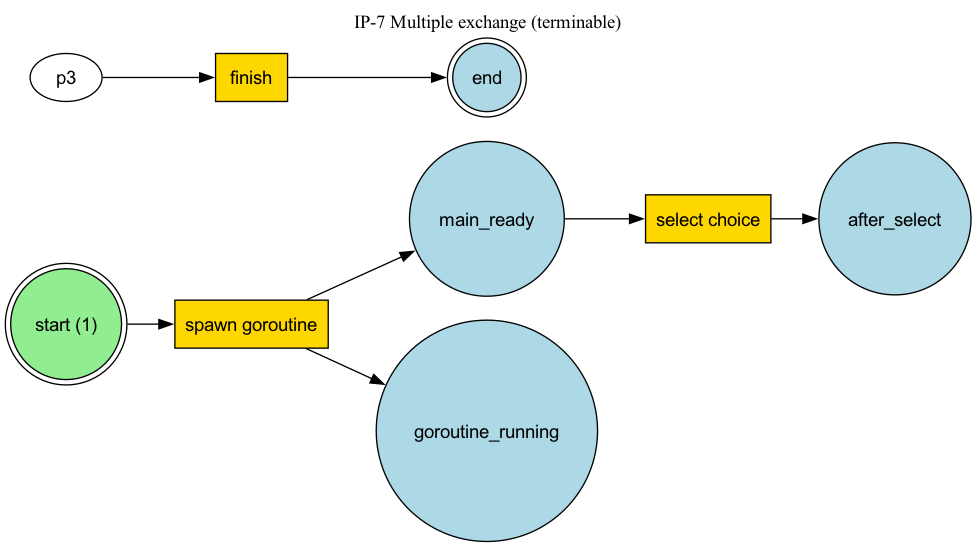 IP-7 Multiple exchange (terminable)
p3
finish
end
main_ready
select choice
after_select
start (1)
spawn goroutine
goroutine_running